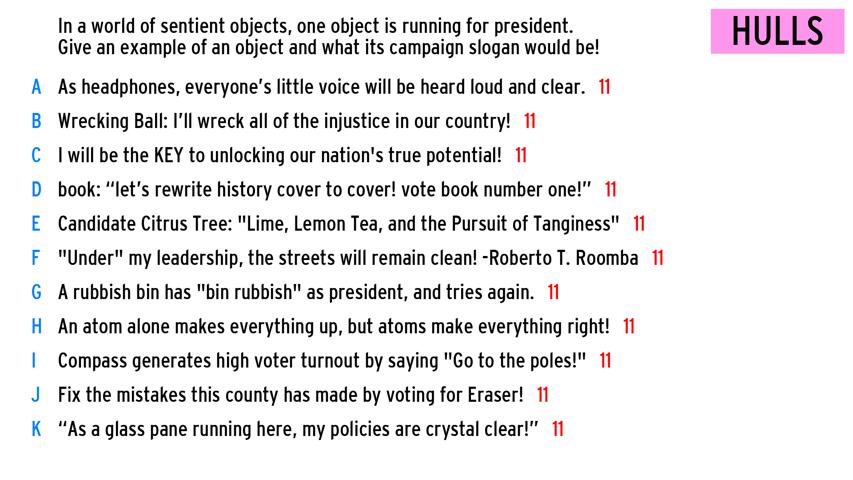 In a world of sentient objects, one object is running for president.
Give an example of an object and what its campaign slogan would be!
HULLS
A As headphones, everyone's little voice will be heard loud and clear. 11
B Wrecking Ball: I'll wreck all of the injustice in our country! 11
C I will be the KEY to unlocking our nation's true potential! 11
D book: “let's rewrite history cover to cover! vote book number one!” 11
E Candidate Citrus Tree: "Lime, Lemon Tea, and the Pursuit of Tanginess" 11
F "Under" my leadership, the streets will remain clean! -Roberto T. Roomba 11
G A rubbish bin has "bin rubbish" as president, and tries again. 11
H An atom alone makes everything up, but atoms make everything right! 11
I Compass generates high voter turnout by saying "Go to the poles!" 11
J Fix the mistakes this county has made by voting for Eraser! 11
K “As a glass pane running here, my policies are crystal clear!” 11